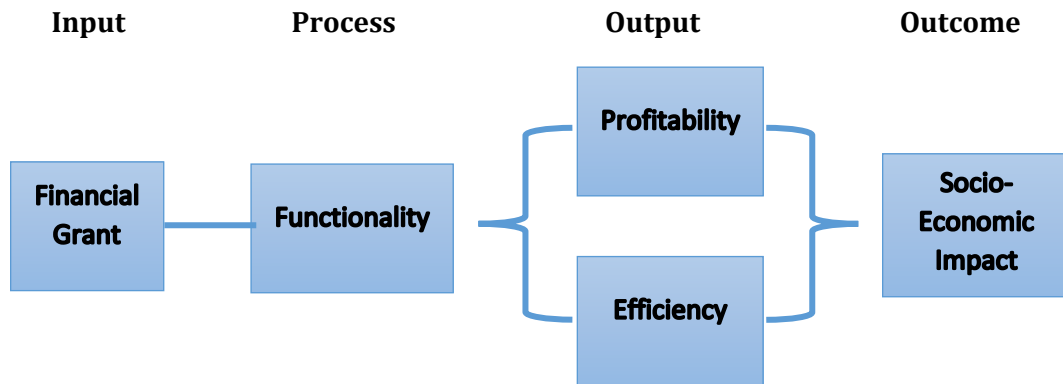 Input Process Output Outcome
Financial
Grant
Functionality
Profitability
Efficiency
Socio-
Economic
Impact